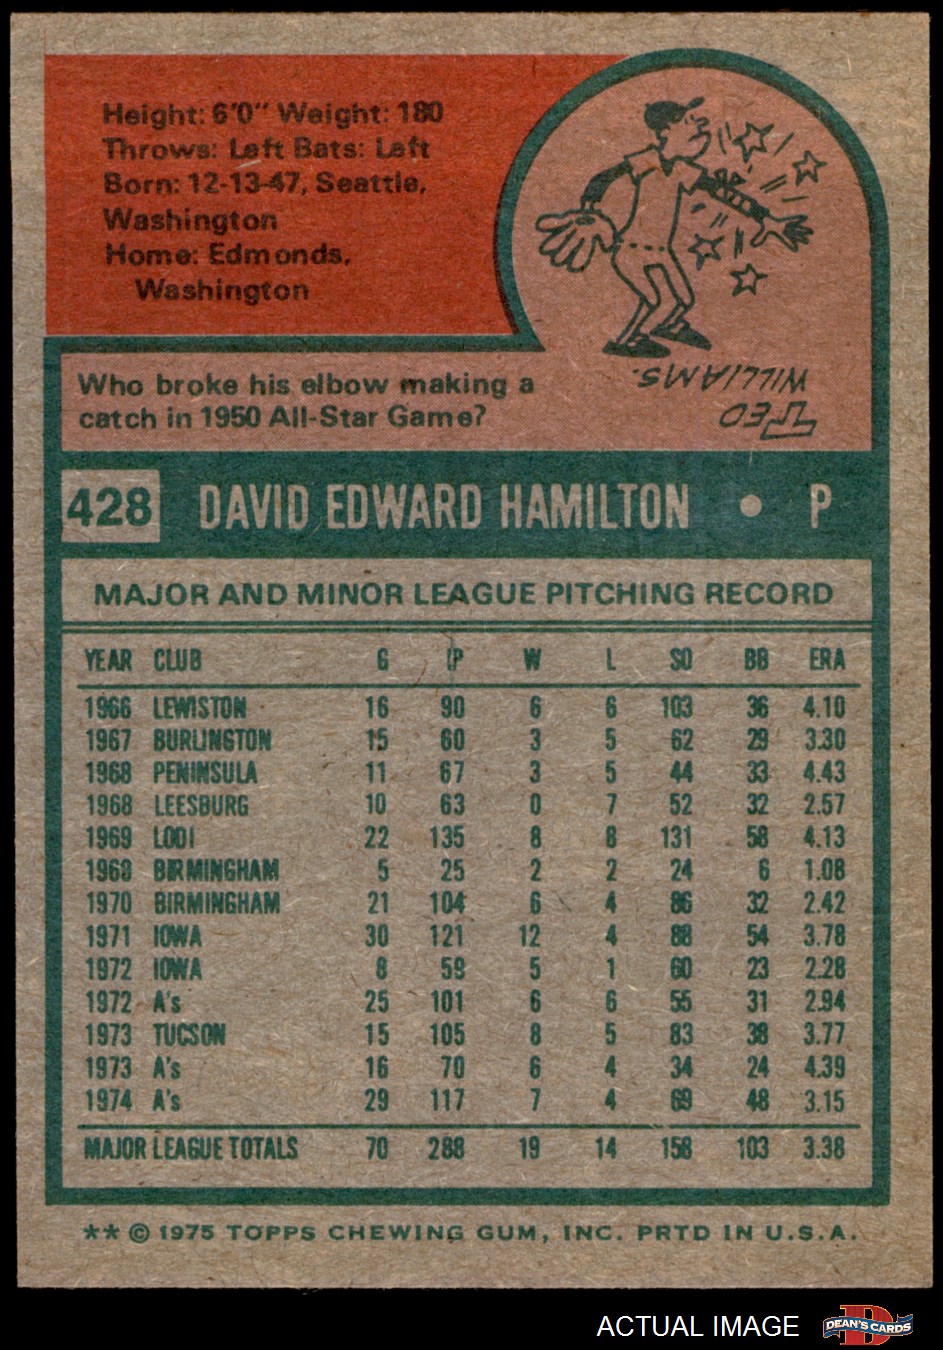 Height: 6'0" Weight: 180
Throws: Left Bats: Left
Born: 12-13-47, Seattle,
Washington
Home: Edmonds,
Washington
Who broke his elbow making a
catch in 1950 All-Star Game?
TED
WILLIAMS.
428 DAVID EDWARD HAMILTON • P
MAJOR AND MINOR LEAGUE PITCHING RECORD
YEAR CLUB G IP W L SO BB ERA
1966 LEWISTON 16 90 6 6 103 36 4.10
1967 BURLINGTON 15 60 3 5 62 29 3.30
1968 PENINSULA 11 67 3 5 44 33 4.43
1968 LEESBURG 10 63 0 7 52 32 2.57
1969 LODI 22 135 8 8 131 58 4.13
1969 BIRMINGHAM 5 25 2 2 24 6 1.08
1970 BIRMINGHAM 21 104 6 4 86 32 2.42
1971 IOWA 30 121 12 4 88 54 3.78
1972 IOWA 8 59 5 1 60 23 2.28
1972 A's 25 101 6 6 55 31 2.94
1973 TUCSON 15 105 8 5 83 38 3.77
1973 A's 16 70 6 4 34 24 4.39
1974 A's 29 117 7 4 69 48 3.15
MAJOR LEAGUE TOTALS 70 288 19 14 158 103 3.38
** © 1975 TOPPS CHEWING GUM, INC. PRTD IN U.S.A.
ACTUAL IMAGE
DEAN'S CARDS